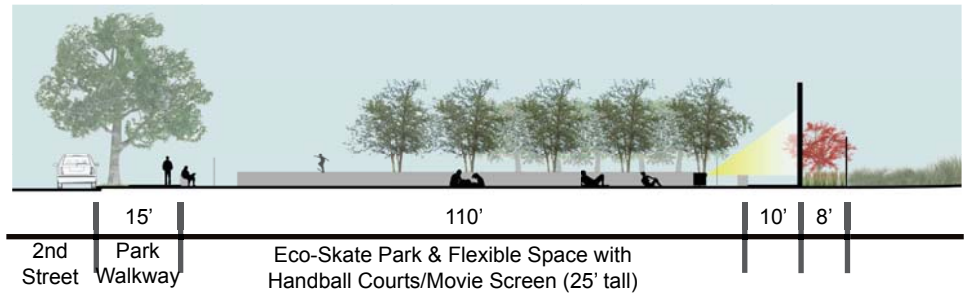 15’
110’
10’
8’
2nd
Street
Park
Walkway
Eco-Skate Park & Flexible Space with
Handball Courts/Movie Screen (25’ tall)